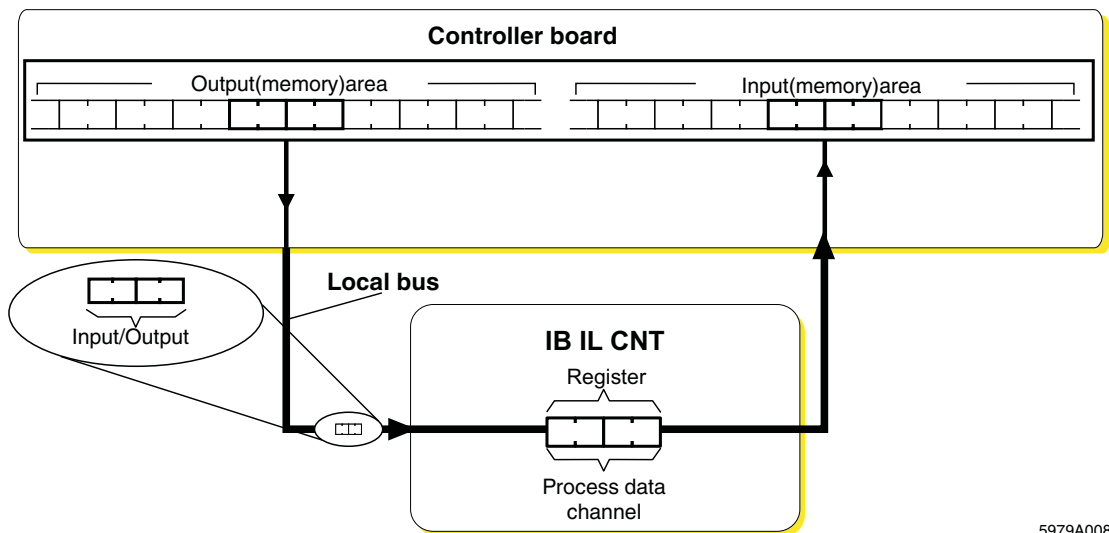 Controller board
Output(memory)area
Input(memory)area
Local bus
Input/Output
IB IL CNT
Register
Process data
channel
5979A008